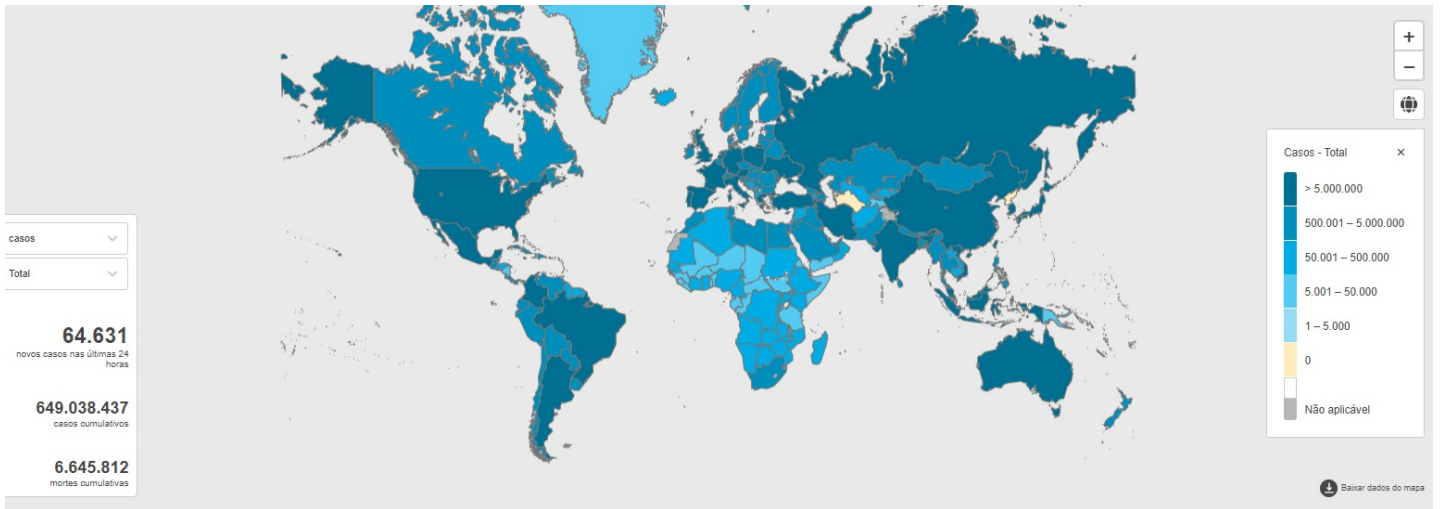 casos
Total
64.631
novos casos nas últimas 24
horas
649.038.437
casos cumulativos
6.645.812
mortes cumulativas
+
−
Casos - Total ×
> 5.000.000
500.001 – 5.000.000
50.001 – 500.000
5.001 – 50.000
1 – 5.000
0
Não aplicável
Baixar dados do mapa